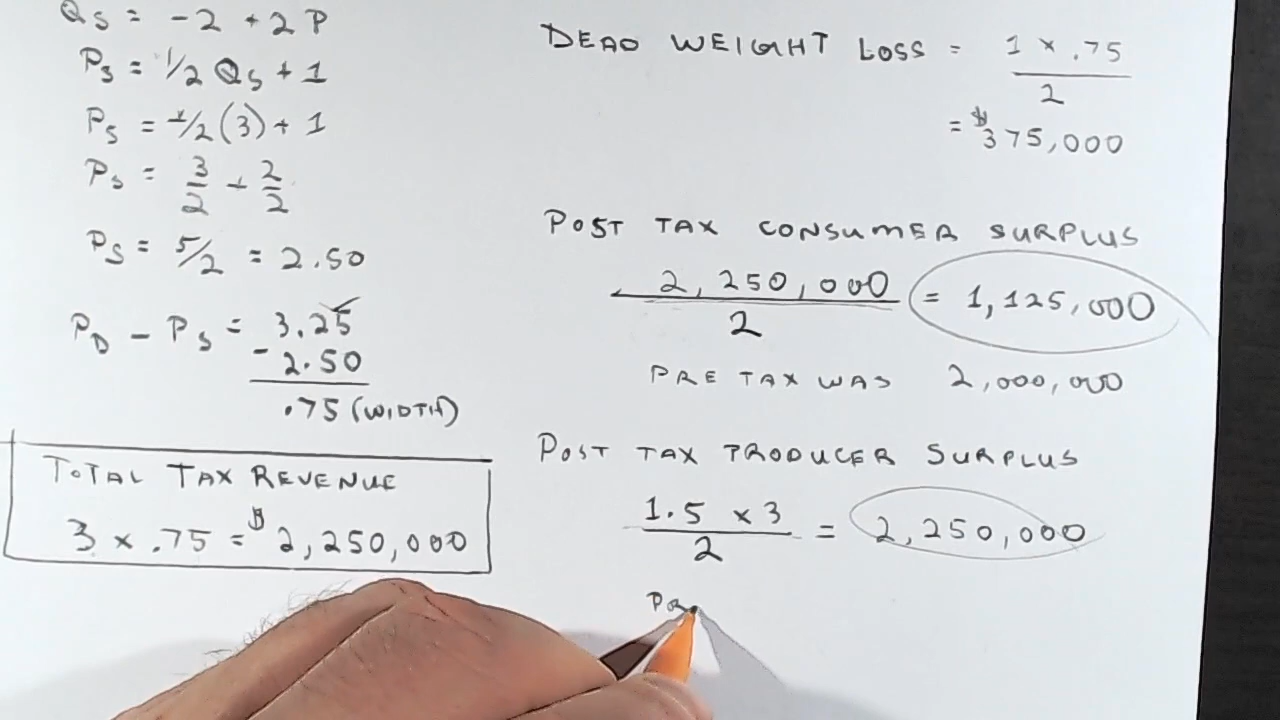 QS = -2 + 2P
PS = 1/2 QS + 1
PS = 1/2 (3) + 1
PS = 3/2 + 2/2
PS = 5/2 = 2.50
PD - PS = 3.25
- 2.50
.75 (WIDTH)
TOTAL TAX REVENUE
3 x .75 = $2,250,000
DEAD WEIGHT LOSS = 1 x .75
2
= $375,000
POST TAX CONSUMER SURPLUS
2,250,000 = 1,125,000
2
PRE TAX WAS 2,000,000
POST TAX PRODUCER SURPLUS
1.5 x 3 = 2,250,000
2